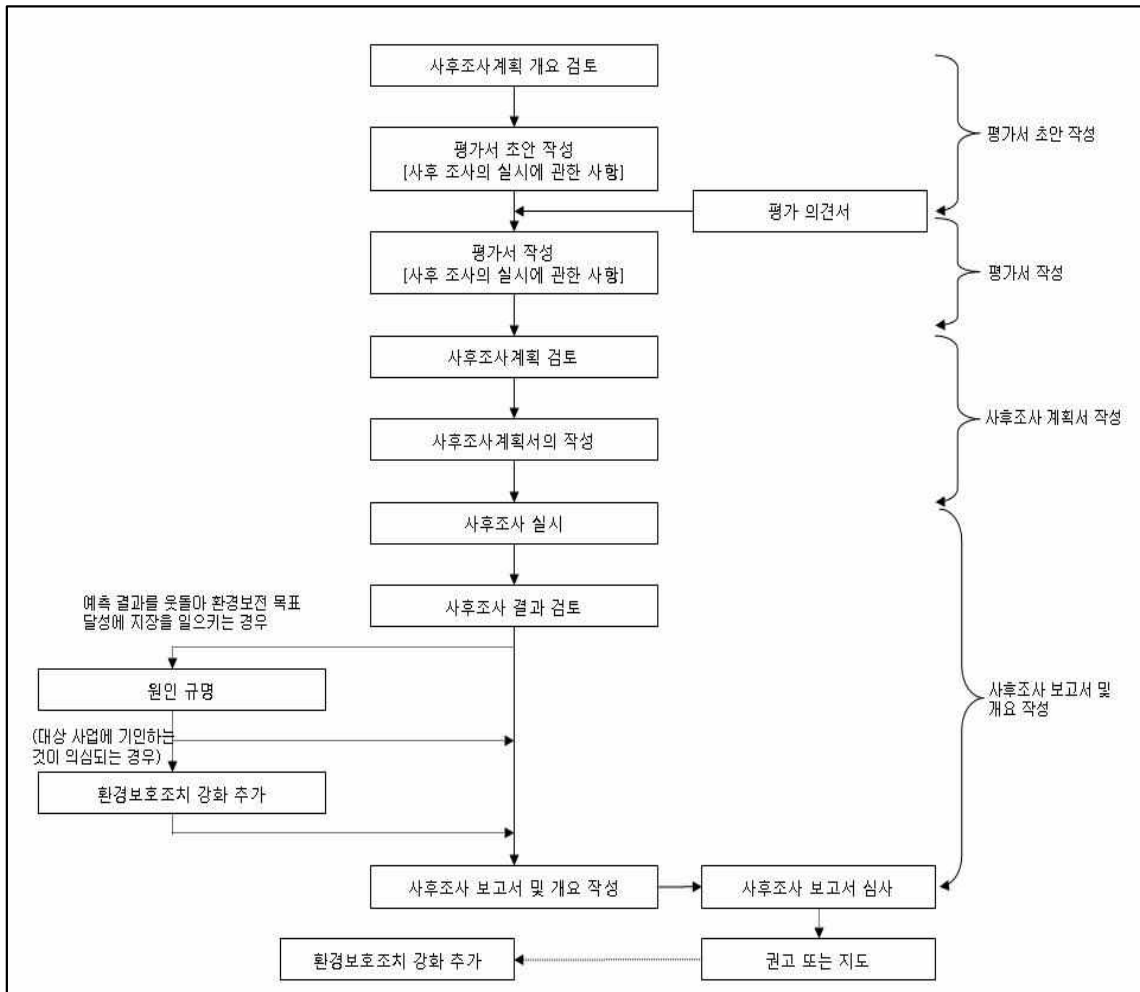 사후조사계획 개요 검토
평가서 초안 작성
[사후 조사의 실시에 관한 사항]
평가서 초안 작성
평가 의견서
평가서 작성
[사후 조사의 실시에 관한 사항]
평가서 작성
사후조사계획 검토
사후조사계획서의 작성
사후조사 계획서 작성
사후조사 실시
사후조사 결과 검토
예측 결과를 웃돌아 환경보전 목표
달성에 지장을 일으키는 경우
원인 규명
사후조사 보고서 및
개요 작성
(대상 사업에 기인하는
것이 의심되는 경우)
환경보호조치 강화 추가
사후조사 보고서 및 개요 작성
사후조사 보고서 심사
환경보호조치 강화 추가
권고 또는 지도